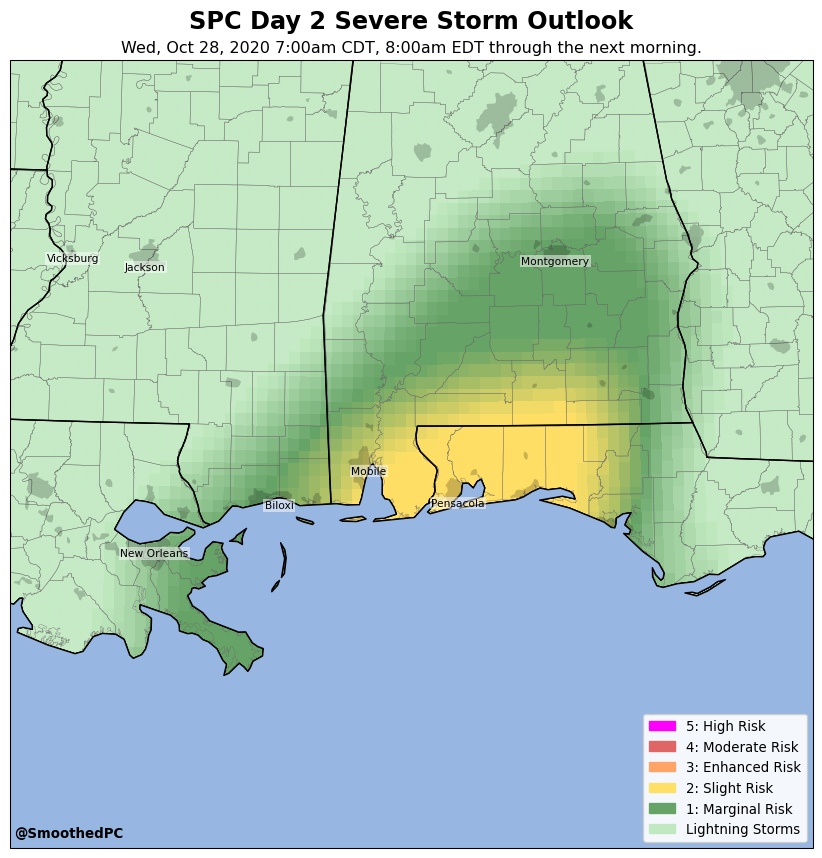 SPC Day 2 Severe Storm Outlook
Wed, Oct 28, 2020 7:00am CDT, 8:00am EDT through the next morning.
Vicksburg
Jackson
Montgomery
Mobile
Biloxi
Pensacola
New Orleans
5: High Risk
4: Moderate Risk
3: Enhanced Risk
2: Slight Risk
1: Marginal Risk
Lightning Storms
@SmoothedPC